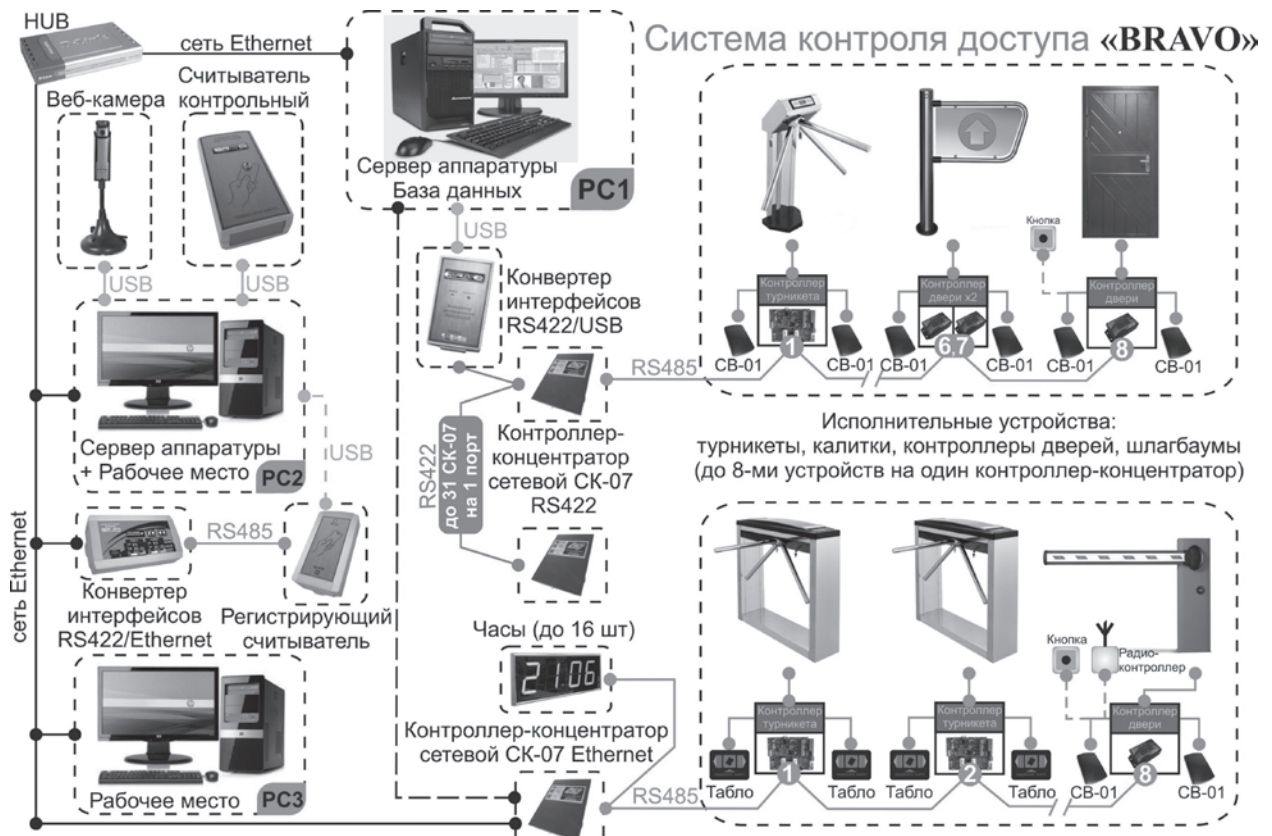 HUB
сеть Ethernet
Система контроля доступа «BRAVO»
Веб-камера
Считыватель
контрольный
Сервер аппаратуры
База данных
PC1
USB
USB
USB
Конвертер
интерфейсов
RS422/USB
Сервер аппаратуры
+ Рабочее место
PC2
USB
RS422
до 31 СК-07
на 1 порт
Контроллер-
концентратор
сетевой СК-07
RS422
RS485
Кнопка
Контроллер
турникета
Контроллер
двери x2
Контроллер
двери
1
6.7
8
СВ-01
СВ-01
СВ-01
СВ-01
СВ-01
СВ-01
Исполнительные устройства:
турникеты, калитки, контроллеры дверей, шлагбаумы
(до 8-ми устройств на один контроллер-концентратор)
сеть Ethernet
RS485
Конвертер
интерфейсов
RS422/Ethernet
Регистрирующий
считыватель
Рабочее место
PC3
Часы (до 16 шт)
21:06
Контроллер-концентратор
сетевой СК-07 Ethernet
RS485
Кнопка
Радио-
контроллер
Контроллер
турникета
Контроллер
турникета
Контроллер
двери
1
2
8
Табло
Табло
Табло
Табло
СВ-01
СВ-01